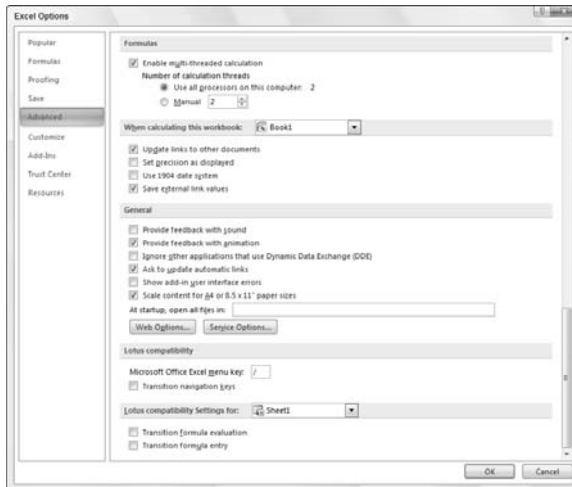 Excel Options
Popular
Formulas
Proofing
Save
Advanced
Customize
Add-Ins
Trust Center
Resources
Formulas
Enable multi-threaded calculation
Number of calculation threads
Use all processors on this computer: 2
Manual 2
When calculating this workbook: Book1
Update links to other documents
Set precision as displayed
Use 1904 date system
Save external link values
General
Provide feedback with sound
Provide feedback with animation
Ignore other applications that use Dynamic Data Exchange (DDE)
Ask to update automatic links
Show add-in user interface errors
Scale content for A4 or 8.5 x 11" paper sizes
At startup, open all files in:
Web Options... Service Options...
Lotus compatibility
Microsoft Office Excel menu key: /
Transition navigation keys
Lotus compatibility Settings for: Sheet1
Transition formula evaluation
Transition formula entry
OK Cancel